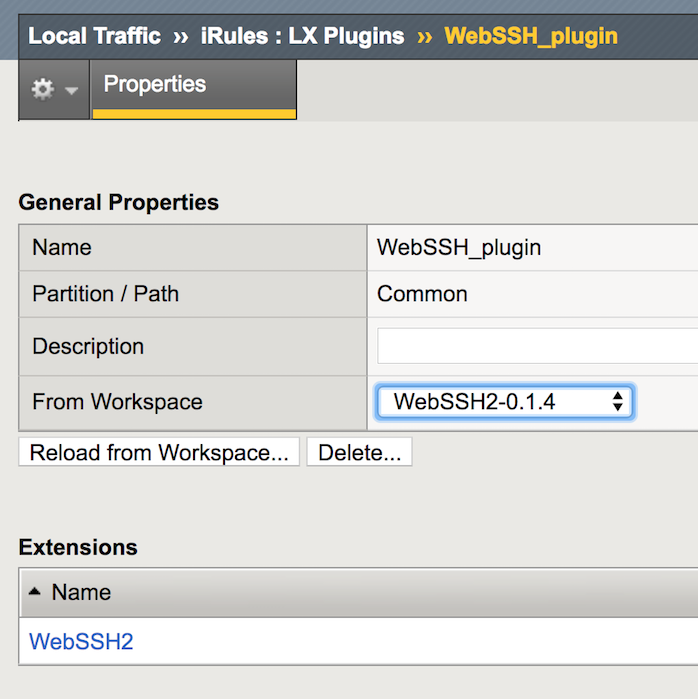 Local Traffic ›› iRules : LX Plugins ›› WebSSH_plugin
Properties
General Properties
Name WebSSH_plugin
Partition / Path Common
Description
From Workspace WebSSH2-0.1.4
Reload from Workspace... Delete...
Extensions
Name
WebSSH2